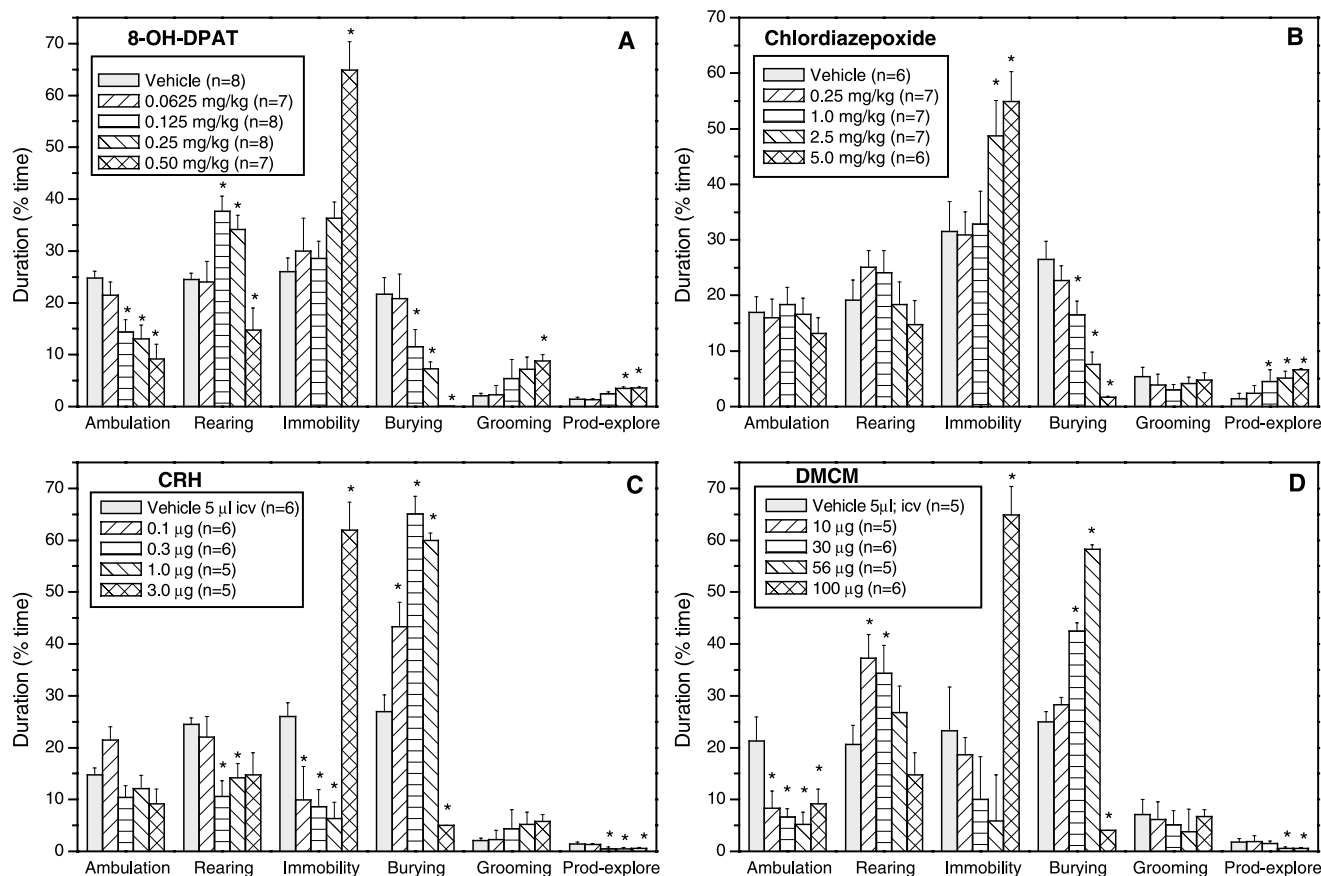 8-OH-DPAT
A
Vehicle (n=8)
0.0625 mg/kg (n=7)
0.125 mg/kg (n=8)
0.25 mg/kg (n=8)
0.50 mg/kg (n=7)
Duration (% time)
70
60
50
40
30
20
10
0
* * * * * * * * * * * * *
Ambulation Rearing Immobility Burying Grooming Prod-explore
Chlordiazepoxide
B
Vehicle (n=6)
0.25 mg/kg (n=7)
1.0 mg/kg (n=7)
2.5 mg/kg (n=7)
5.0 mg/kg (n=6)
Duration (% time)
70
60
50
40
30
20
10
0
* * * * * * * *
Ambulation Rearing Immobility Burying Grooming Prod-explore
CRH
C
Vehicle 5 μl icv (n=6)
0.1 μg (n=6)
0.3 μg (n=6)
1.0 μg (n=5)
3.0 μg (n=5)
Duration (% time)
70
60
50
40
30
20
10
0
* * * * * * * * * * * * *
Ambulation Rearing Immobility Burying Grooming Prod-explore
DMCM
D
Vehicle 5μl; icv (n=5)
10 μg (n=5)
30 μg (n=6)
56 μg (n=5)
100 μg (n=6)
Duration (% time)
70
60
50
40
30
20
10
0
* * * * * * * * * * * *
Ambulation Rearing Immobility Burying Grooming Prod-explore